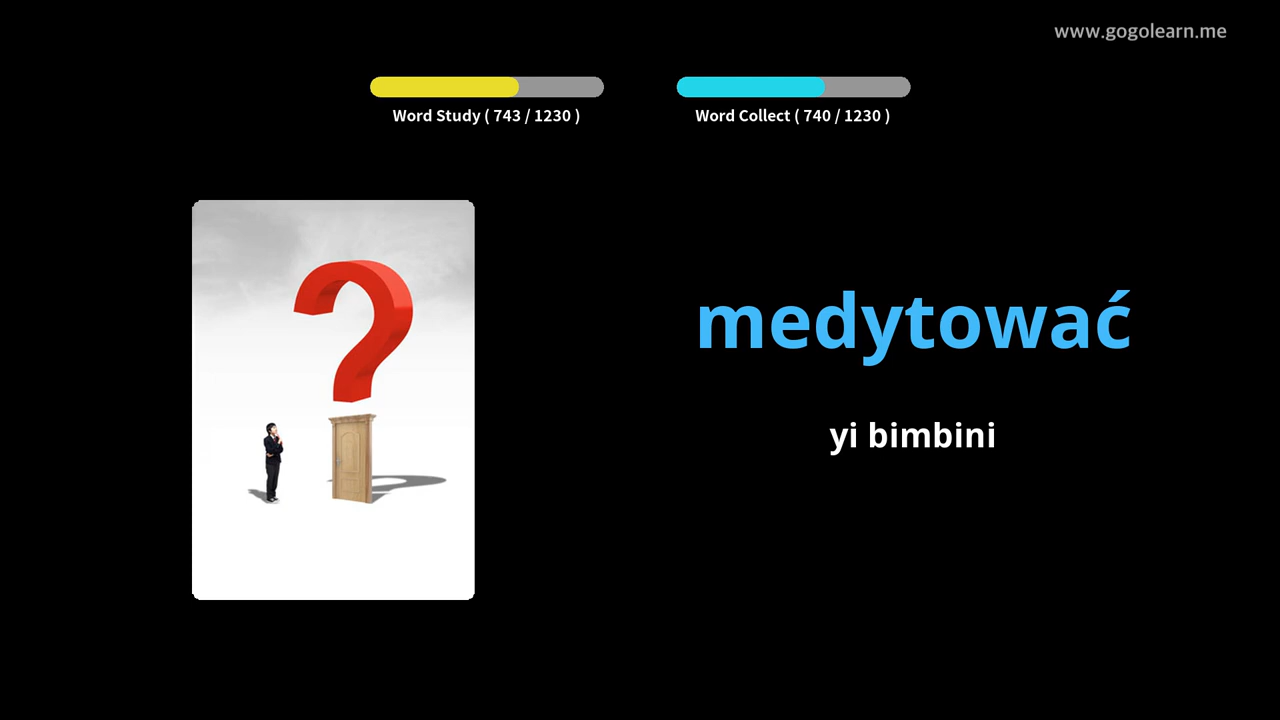 www.gogolearn.me
Word Study ( 743 / 1230 )
Word Collect ( 740 / 1230 )
medytować
yi bimbini